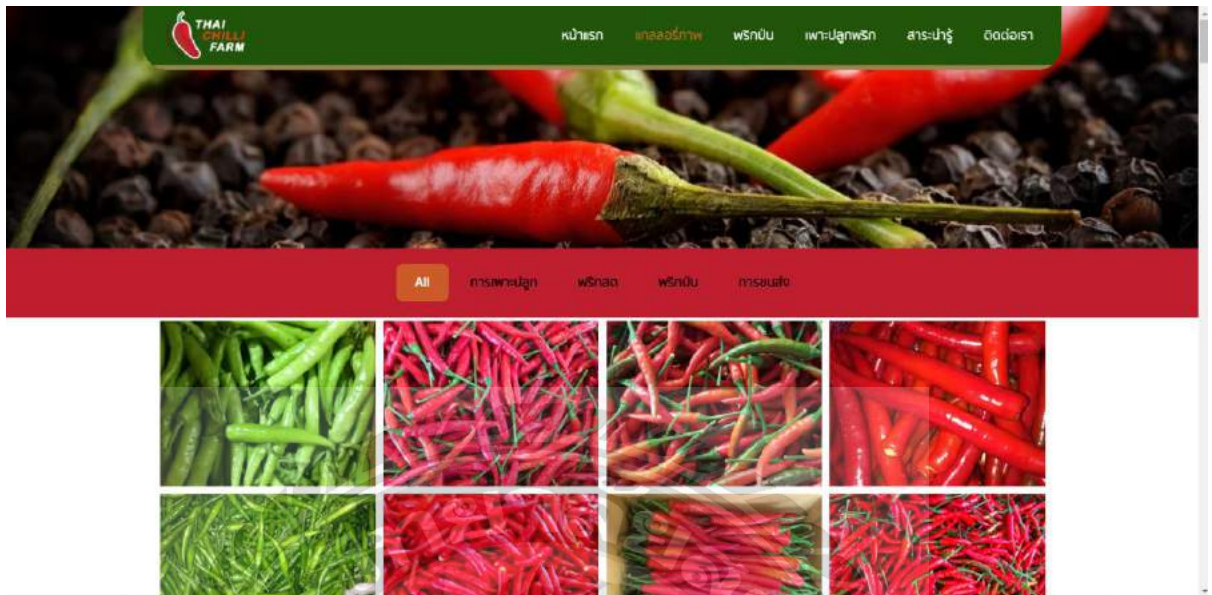 THAI
CHILLI
FARM
หน้าแรก แกลลอรี่ภาพ พริกป่น เพาะปลูกพริก สาระน่ารู้ ติดต่อเรา
All การเพาะปลูก พริกสด พริกป่น การขนส่ง